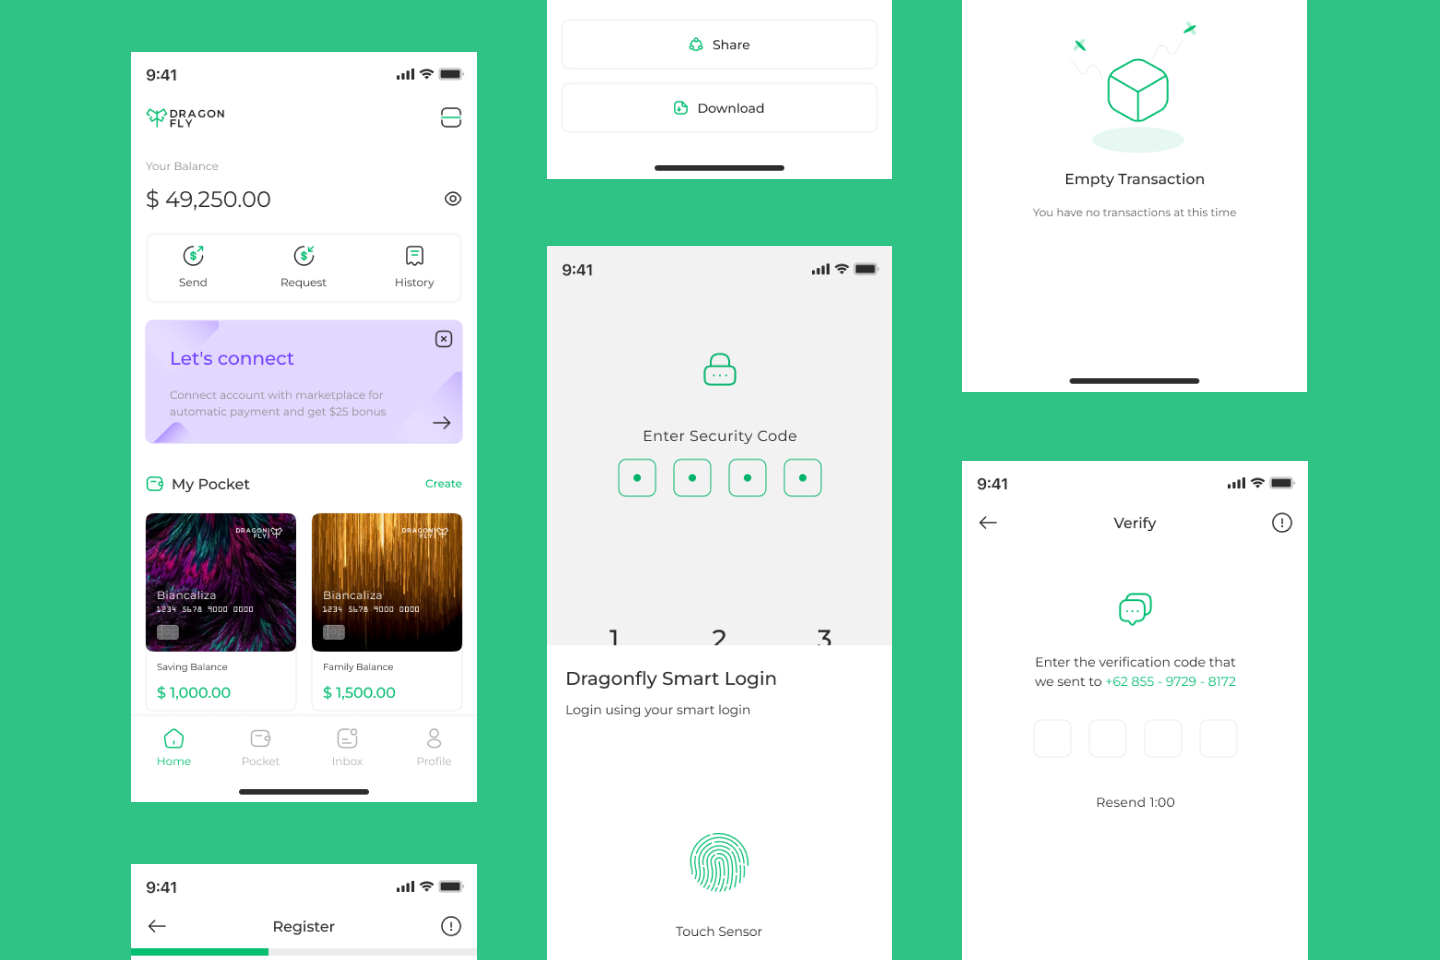 9:41
DRAGON
FLY
Your Balance
$ 49,250.00
Send
Request
History
Let's connect
Connect account with marketplace for
automatic payment and get $25 bonus
My Pocket
Create
DRAGON
FLY
Biancaliza
1234 5678 9000 0000
DRAGON
FLY
Biancaliza
1234 5678 9000 0000
Saving Balance
$ 1,000.00
Family Balance
$ 1,500.00
Home
Pocket
Inbox
Profile
9:41
Register
Share
Download
9:41
Enter Security Code
1 2 3
Dragonfly Smart Login
Login using your smart login
Touch Sensor
Empty Transaction
You have no transactions at this time
9:41
Verify
Enter the verification code that
we sent to +62 855 - 9729 - 8172
Resend 1:00